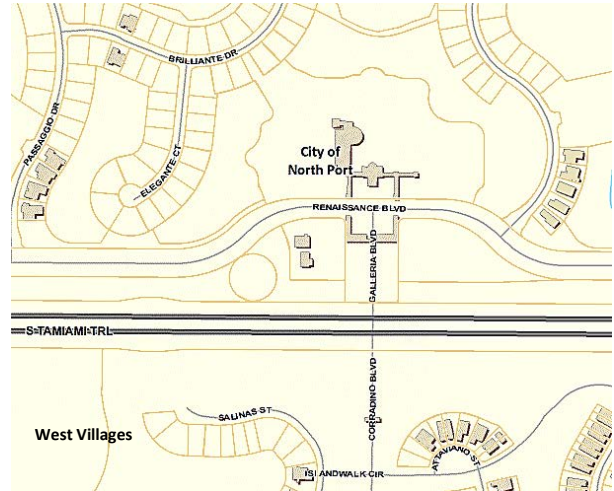 BRILLIANTE DR
PASSAGGIO DR
ELEGANTE CT
City of
North Port
RENAISSANCE BLVD
GALLERIA BLVD
S TAMIAMI TRL
CORRADINO BLVD
SALINAS ST
West Villages
ATTAVIANO ST
ISLANDWALK CIR